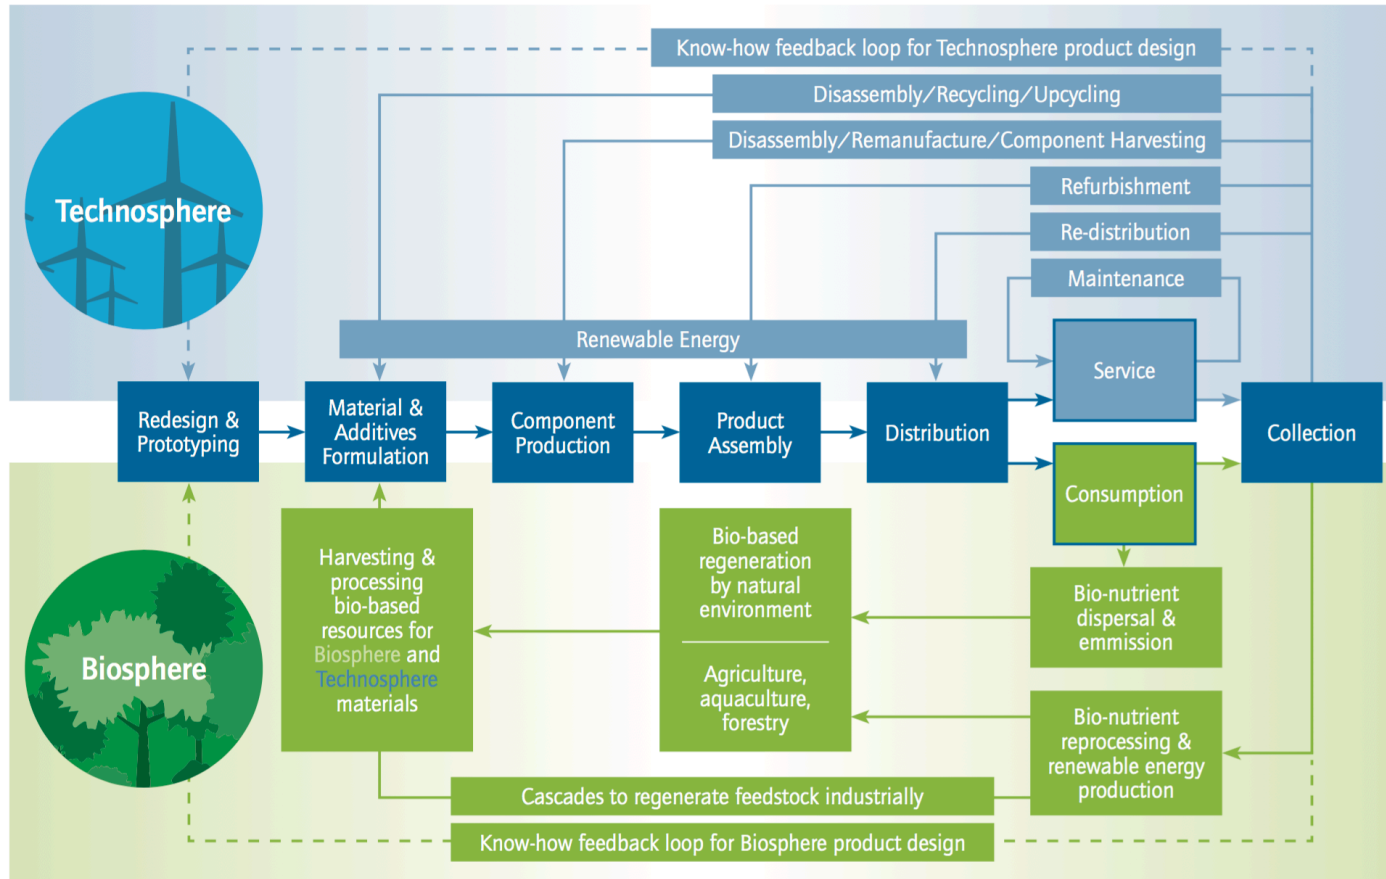 Know-how feedback loop for Technosphere product design
Disassembly/Recycling/Upcycling
Disassembly/Remanufacture/Component Harvesting
Refurbishment
Technosphere
Re-distribution
Maintenance
Renewable Energy
Service
Redesign &
Prototyping
Material &
Additives
Formulation
Component
Production
Product
Assembly
Distribution
Collection
Consumption
Harvesting &
processing
bio-based
resources for
Biosphere and
Technosphere
materials
Bio-based
regeneration
by natural
environment
Agriculture,
aquaculture,
forestry
Bio-nutrient
dispersal &
emmission
Biosphere
Bio-nutrient
reprocessing &
renewable energy
production
Cascades to regenerate feedstock industrially
Know-how feedback loop for Biosphere product design